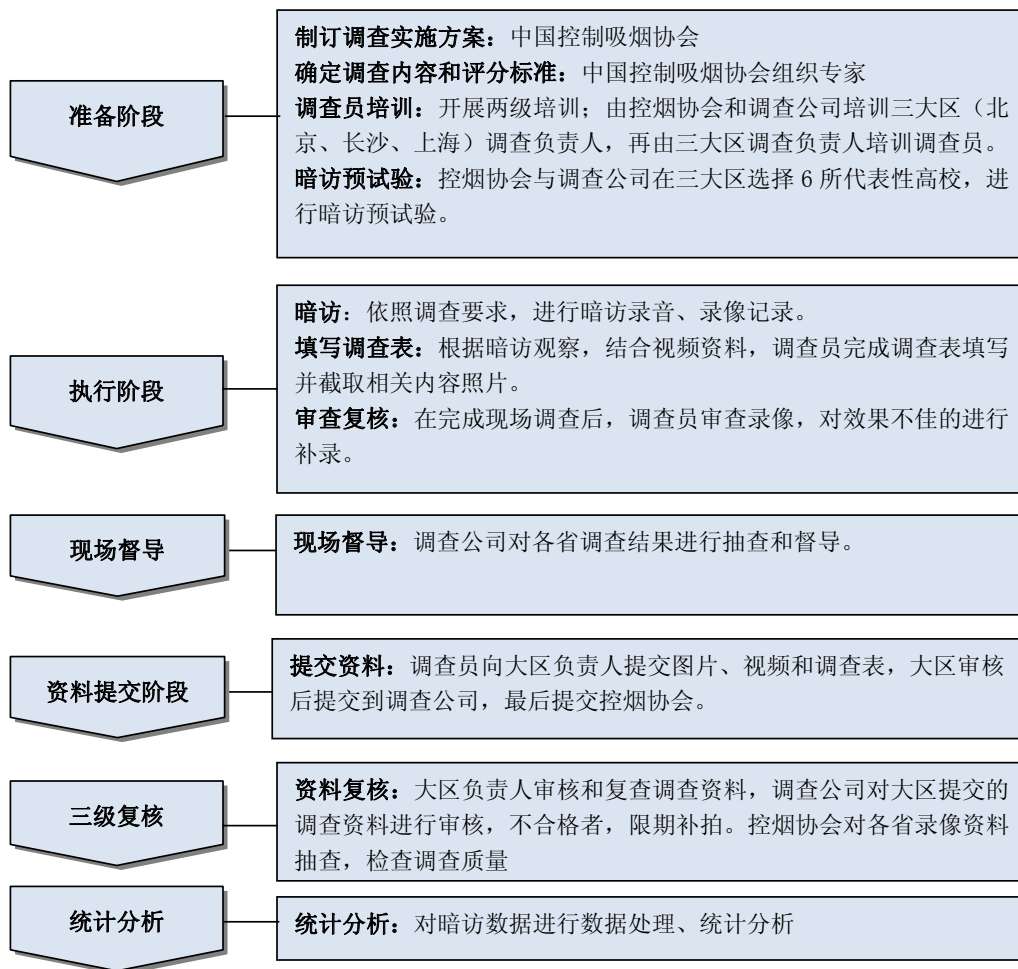 准备阶段
制订调查实施方案：中国控制吸烟协会
确定调查内容和评分标准：中国控制吸烟协会组织专家
调查员培训：开展两级培训；由控烟协会和调查公司培训三大区（北
京、长沙、上海）调查负责人，再由三大区调查负责人培训调查员。
暗访预试验：控烟协会与调查公司在三大区选择 6 所代表性高校，进
行暗访预试验。
执行阶段
暗访：依照调查要求，进行暗访录音、录像记录。
填写调查表：根据暗访观察，结合视频资料，调查员完成调查表填写
并截取相关内容照片。
审查复核：在完成现场调查后，调查员审查录像，对效果不佳的进行
补录。
现场督导
现场督导：调查公司对各省调查结果进行抽查和督导。
资料提交阶段
提交资料：调查员向大区负责人提交图片、视频和调查表，大区审核
后提交到调查公司，最后提交控烟协会。
三级复核
资料复核：大区负责人审核和复查调查资料，调查公司对大区提交的
调查资料进行审核，不合格者，限期补拍。控烟协会对各省录像资料
抽查，检查调查质量
统计分析
统计分析：对暗访数据进行数据处理、统计分析